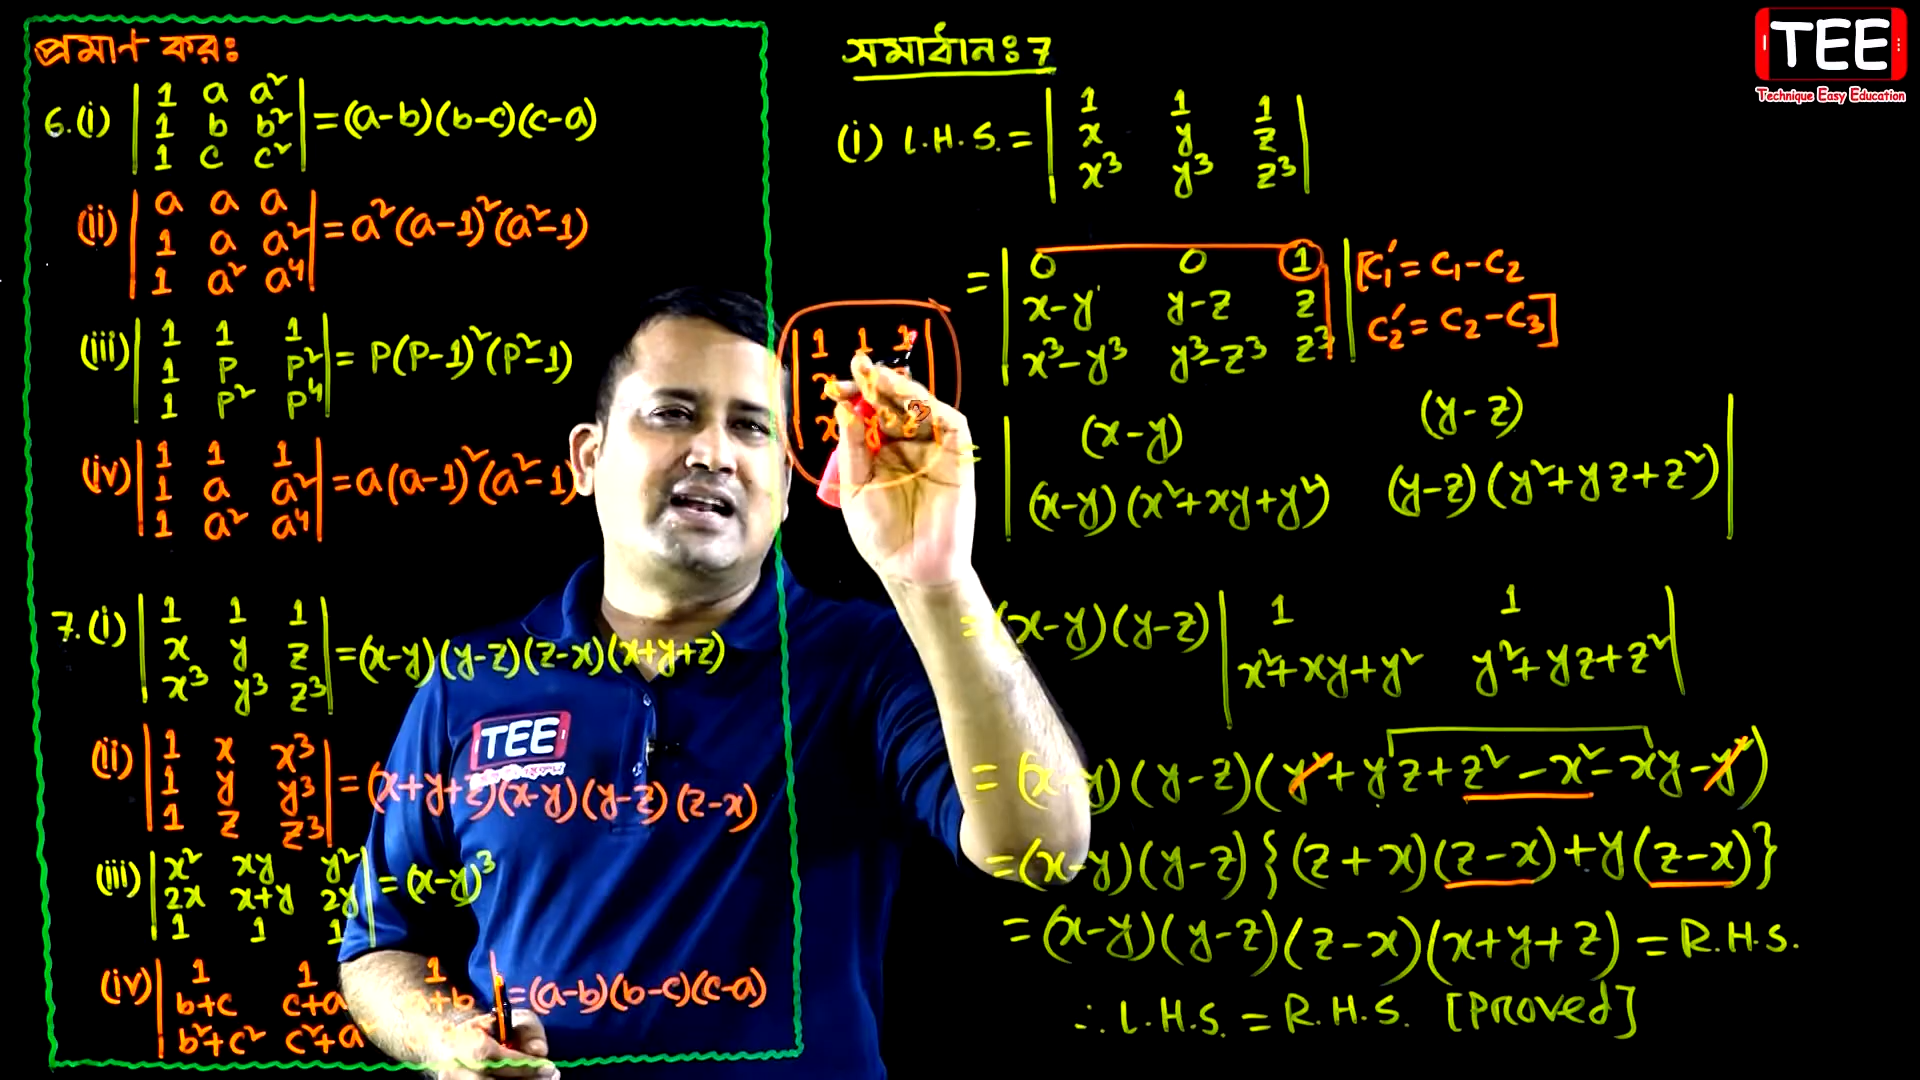 প্রমাণ করঃ
6.(i) | 1 a a² |
| 1 b b² | = (a-b)(b-c)(c-a)
| 1 c c² |
(ii) | a a a |
| 1 a a² | = a²(a-1)²(a²-1)
| 1 a² a⁴ |
(iii) | 1 1 1 |
| 1 P P² | = P(P-1)²(P²-1)
| 1 P² P⁴ |
(iv) | 1 1 1 |
| 1 a a² | = a(a-1)²(a²-1)
| 1 a² a⁴ |
7.(i) | 1 1 1 |
| x y z | = (x-y)(y-z)(z-x)(x+y+z)
| x³ y³ z³ |
(ii) | 1 x x³ |
| 1 y y³ | = (x+y+z)(x-y)(y-z)(z-x)
| 1 z z³ |
(iii) | x² xy y² |
| 2x x+y 2y | = (x-y)³
| 1 1 1 |
(iv) | 1 1 1 |
| b+c c+a a+b | = (a-b)(b-c)(c-a)
| b²+c² c²+a
TEE
সমাধানঃ 7
(i) L.H.S. = | 1 1 1 |
| x y z |
| x³ y³ z³ |
= | 0 0 1 | [C₁′ = C₁-C₂
| x-y y-z z | C₂′ = C₂-C₃]
| x³-y³ y³-z³ z³ |
| 1 1
= | (x-y) (y-z) |
| (x-y)(x²+xy+y²) (y-z)(y²+yz+z²) |
= (x-y)(y-z) | 1 1 |
| x²+xy+y² y²+yz+z² |
= (x-y)(y-z)(y²+yz+z²-x²-xy-y²)
= (x-y)(y-z){(z+x)(z-x)+y(z-x)}
= (x-y)(y-z)(z-x)(x+y+z) = R.H.S.
∴ L.H.S. = R.H.S. [Proved]
TEE
Technique Easy Education